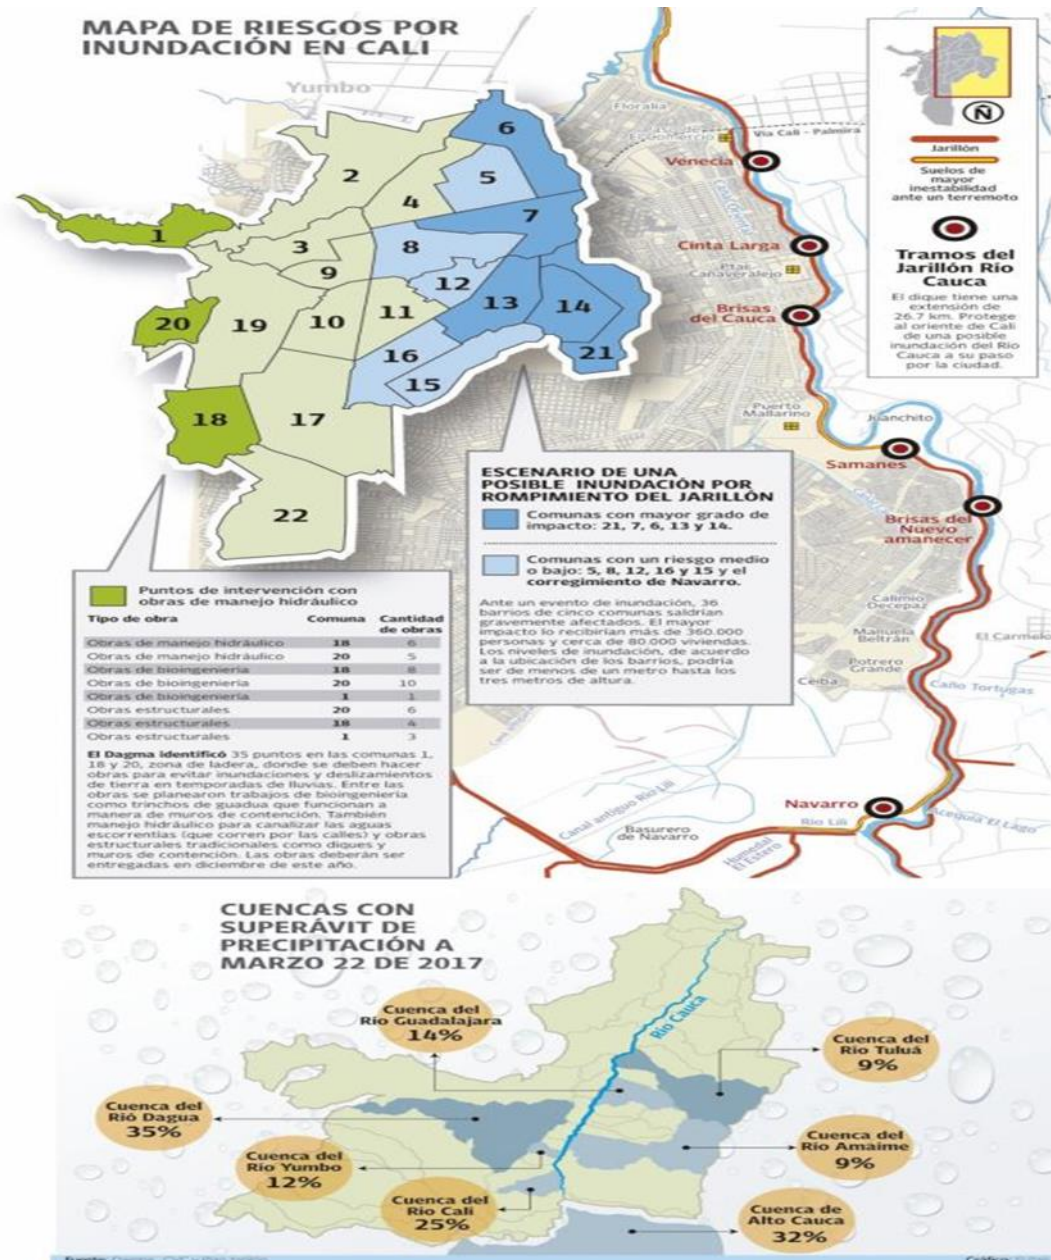 MAPA DE RIESGOS POR
INUNDACIÓN EN CALI
Yumbo
1
2
3
4
5
6
7
8
9
10
11
12
13
14
15
16
17
18
19
20
21
22
Floralia
Vía Cali - Palmira
Venecia
Cinta Larga
Ptar
Cañaveralejo
Brisas
del Cauca
Puerto
Mallarino
Juanchito
Samanes
Brisas del
Nuevo
amanecer
Calimio
Decepaz
Manuela
Beltrán
El Carmelo
Potrero
Grande
Ceiba
Caño Tortugas
Navarro
Río Lili
Acequia El Lago
Canal antiguo Río Lili
Basurero
de Navarro
Humedal
El Estero
Ñ
Jarillón
Suelos de
mayor
inestabilidad
ante un terremoto
Tramos del
Jarillón Río
Cauca
El dique tiene una
extensión de
26.7 km. Protege
al oriente de Cali
de una posible
inundación del Río
Cauca a su paso
por la ciudad.
ESCENARIO DE UNA
POSIBLE INUNDACIÓN POR
ROMPIMIENTO DEL JARILLÓN
Comunas con mayor grado de
impacto: 21, 7, 6, 13 y 14.
Comunas con un riesgo medio
o bajo: 5, 8, 12, 16 y 15 y el
corregimiento de Navarro.
Ante un evento de inundación, 36
barrios de cinco comunas saldrían
gravemente afectados. El mayor
impacto lo recibirían más de 360.000
personas y cerca de 80.000 viviendas.
Los niveles de inundación, de acuerdo
a la ubicación de los barrios, podría
ser de menos de un metro hasta los
tres metros de altura.
Puntos de intervención con
obras de manejo hidráulico
Tipo de obra Comuna Cantidad
de obras
Obras de manejo hidráulico 18 6
Obras de manejo hidráulico 20 5
Obras de bioingeniería 18 8
Obras de bioingeniería 20 10
Obras de bioingeniería 1 1
Obras estructurales 20 6
Obras estructurales 18 4
Obras estructurales 1 3
El Dagma identificó 35 puntos en las comunas 1,
18 y 20, zona de ladera, donde se deben hacer
obras para evitar inundaciones y deslizamientos
de tierra en temporadas de lluvias. Entre las
obras se planearon trabajos de bioingeniería
como trinchos de guadua que funcionan a
manera de muros de contención. También
manejo hidráulico para canalizar las aguas
escorrentías (que corren por las calles) y obras
estructurales tradicionales como diques y
muros de contención. Las obras deberán ser
entregadas en diciembre de este año.
CUENCAS CON
SUPERÁVIT DE
PRECIPITACIÓN A
MARZO 22 DE 2017
Río Cauca
Cuenca del
Río Guadalajara
14%
Cuenca del
Río Tuluá
9%
Cuenca del
Rió Dagua
35%
Cuenca del
Río Amaime
9%
Cuenca del
Río Yumbo
12%
Cuenca del
Río Cali
25%
Cuenca de
Alto Cauca
32%